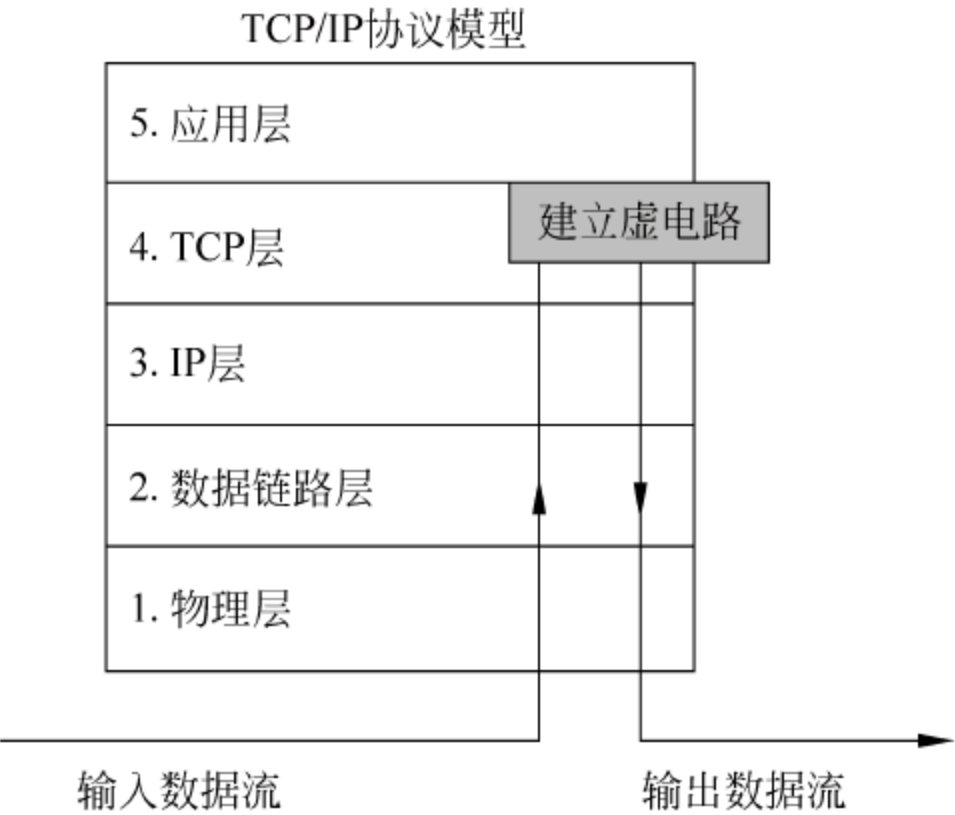 TCP/IP协议模型
5. 应用层
建立虚电路
4. TCP层
3. IP层
2. 数据链路层
1. 物理层
输入数据流
输出数据流